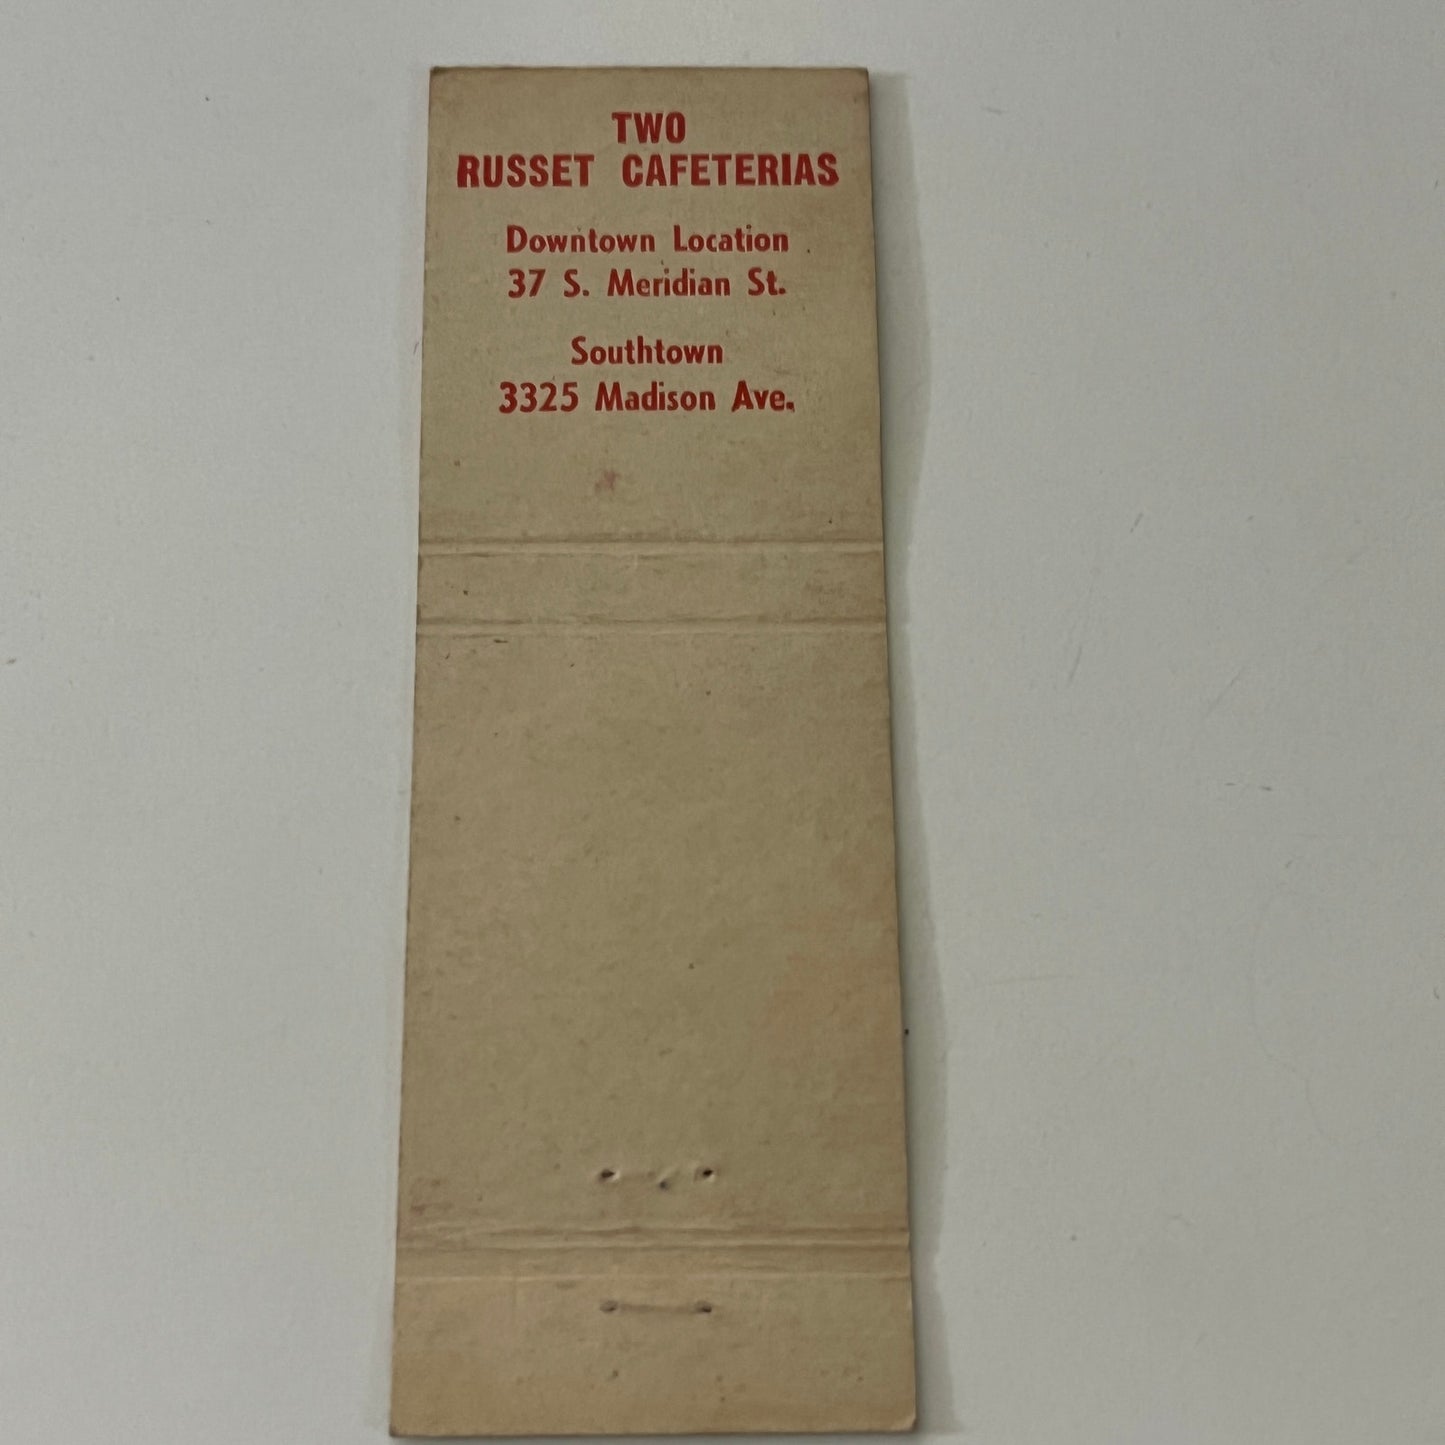 TWO
RUSSET CAFETERIAS
Downtown Location
37 S. Meridian St.
Southtown
3325 Madison Ave.